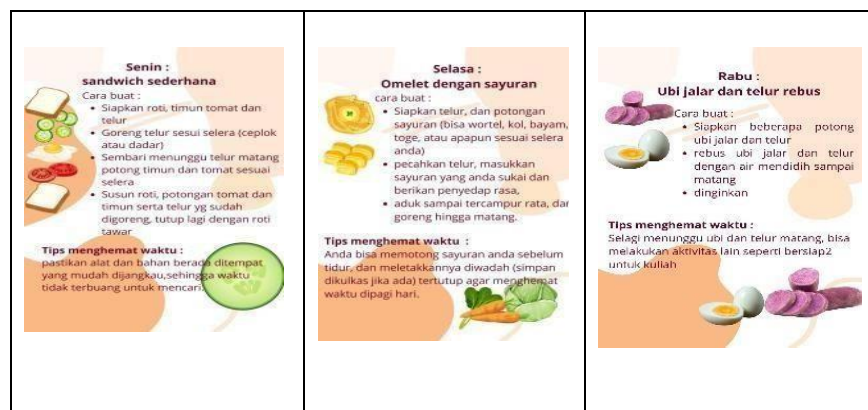 Senin :
sandwich sederhana
Cara buat :
• Siapkan roti, timun tomat dan
telur
• Goreng telur sesui selera (ceplok
atau dadar)
• Sembari menunggu telur matang
potong timun dan tomat sesuai
selera
• Susun roti, potongan tomat dan
timun serta telur yg sudah
digoreng, tutup lagi dengan roti
tawar
Tips menghemat waktu :
pastikan alat dan bahan berada ditempat
yang mudah dijangkau,sehingga waktu
tidak terbuang untuk mencari.
Selasa :
Omelet dengan sayuran
cara buat :
• Siapkan telur, dan potongan
sayuran (bisa wortel, kol, bayam,
toge, atau apapun sesuai selera
anda)
• pecahkan telur, masukkan
sayuran yang anda sukai dan
berikan penyedap rasa,
• aduk sampai tercampur rata, dan
goreng hingga matang.
Tips menghemat waktu :
Anda bisa memotong sayuran anda sebelum
tidur, dan meletakkannya diwadah (simpan
dikulkas jika ada) tertutup agar menghemat
waktu dipagi hari.
Rabu :
Ubi jalar dan telur rebus
Cara buat :
• Siapkan beberapa potong
ubi jalar dan telur
• rebus ubi jalar dan telur
dengan air mendidih sampai
matang
• dinginkan
Tips menghemat waktu :
Selagi menunggu ubi dan telur matang, bisa
melakukan aktivitas lain seperti bersiap2
untuk kuliah